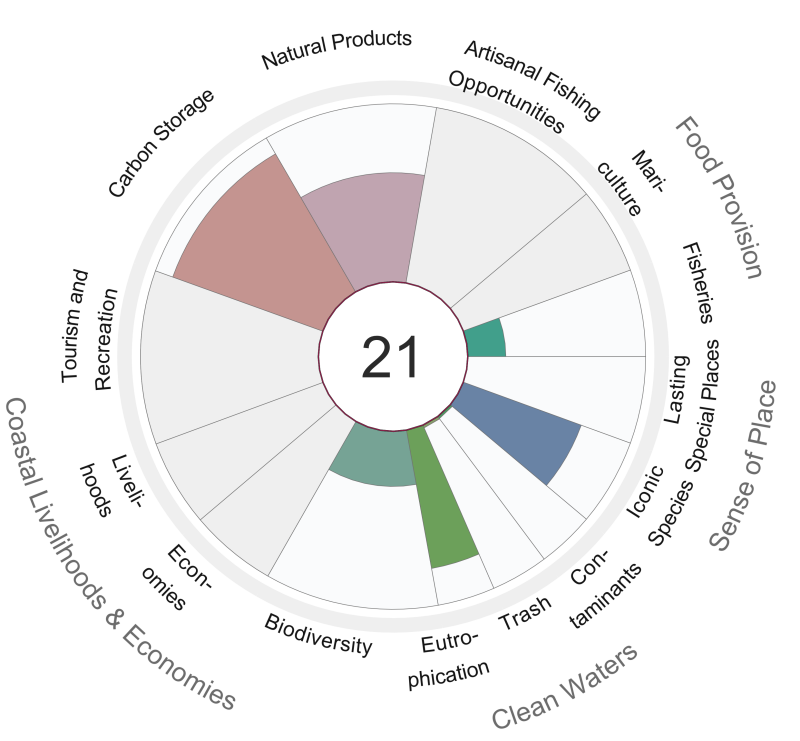 Natural Products
Artisanal Fishing
Opportunities
Mari-
culture
Food Provision
Fisheries
Lasting
Special Places
Sense of Place
Iconic
Species
Con-
taminants
Trash
Clean Waters
Eutro-
phication
Biodiversity
Econ-
omies
Liveli-
hoods
Coastal Livelihoods & Economies
Tourism and
Recreation
Carbon Storage
21